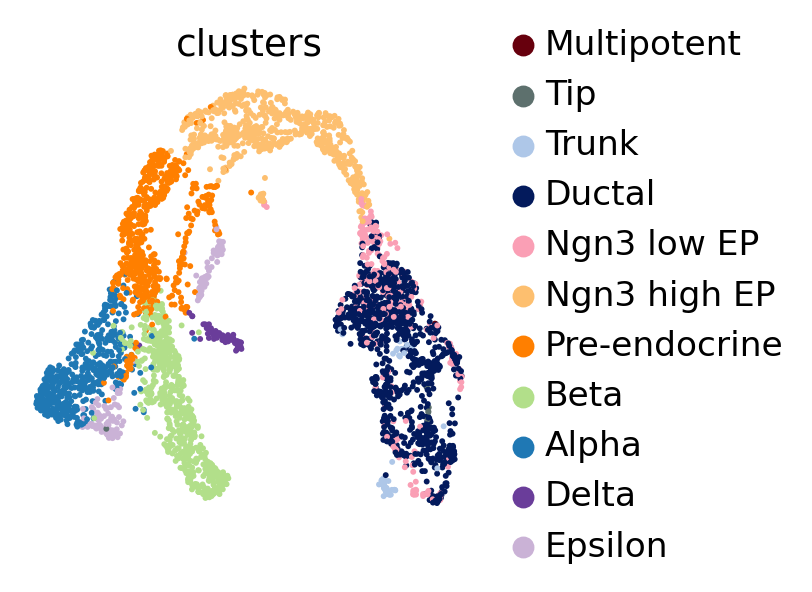 clusters
Multipotent
Tip
Trunk
Ductal
Ngn3 low EP
Ngn3 high EP
Pre-endocrine
Beta
Alpha
Delta
Epsilon